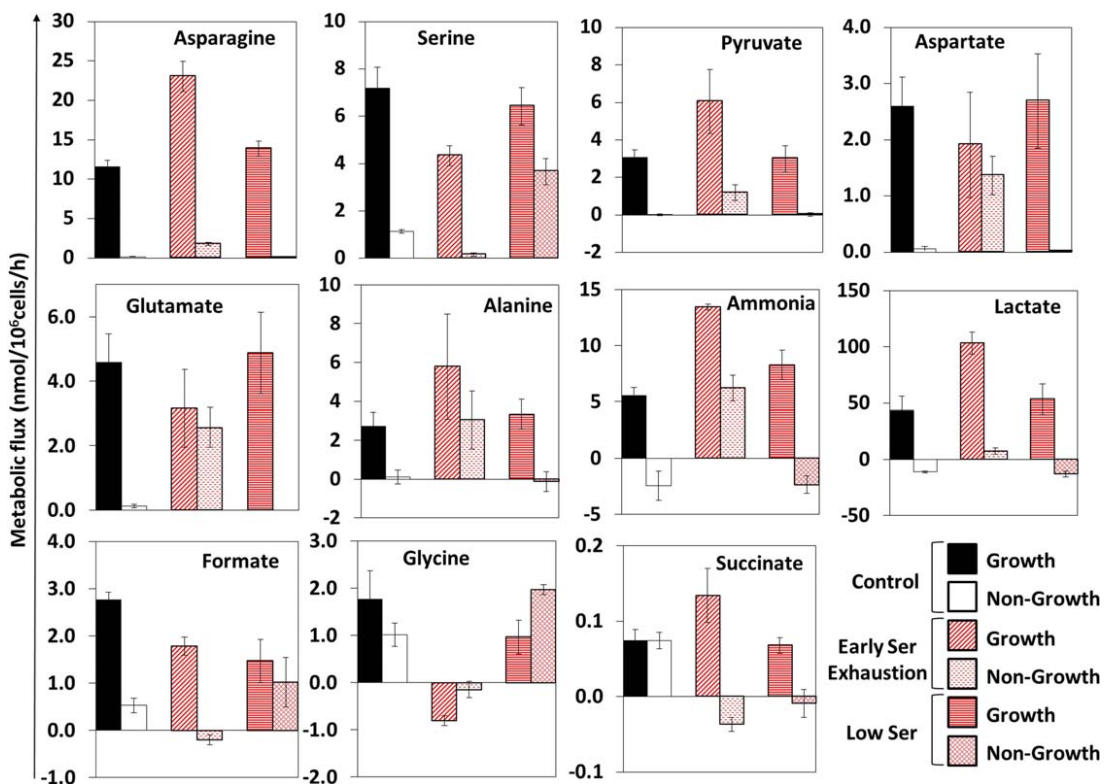 Metabolic flux (nmol/10⁶cells/h)
Asparagine
30
25
20
15
10
5
0
Serine
10
8
6
4
2
0
Pyruvate
10
8
6
4
2
0
-2
Aspartate
4.0
3.0
2.0
1.0
0.0
Glutamate
6.0
4.0
2.0
0.0
Alanine
10
8
6
4
2
0
-2
Ammonia
15
10
5
0
-5
Lactate
150
100
50
0
-50
Formate
4.0
3.0
2.0
1.0
0.0
-1.0
Glycine
3.0
2.0
1.0
0.0
-1.0
-2.0
Succinate
0.2
0.1
0.0
-0.1
Control
Growth
Non-Growth
Early Ser
Exhaustion
Growth
Non-Growth
Low Ser
Growth
Non-Growth